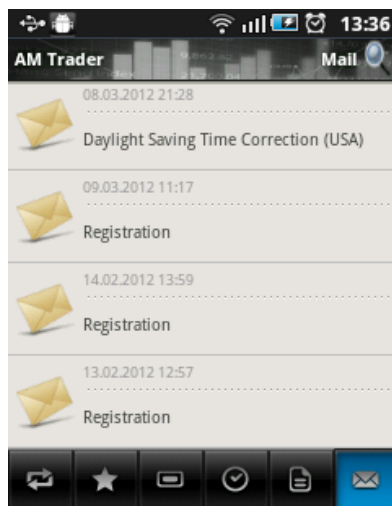 13:36
AM Trader
Mail
08.03.2012 21:28
Daylight Saving Time Correction (USA)
09.03.2012 11:17
Registration
14.02.2012 13:59
Registration
13.02.2012 12:57
Registration